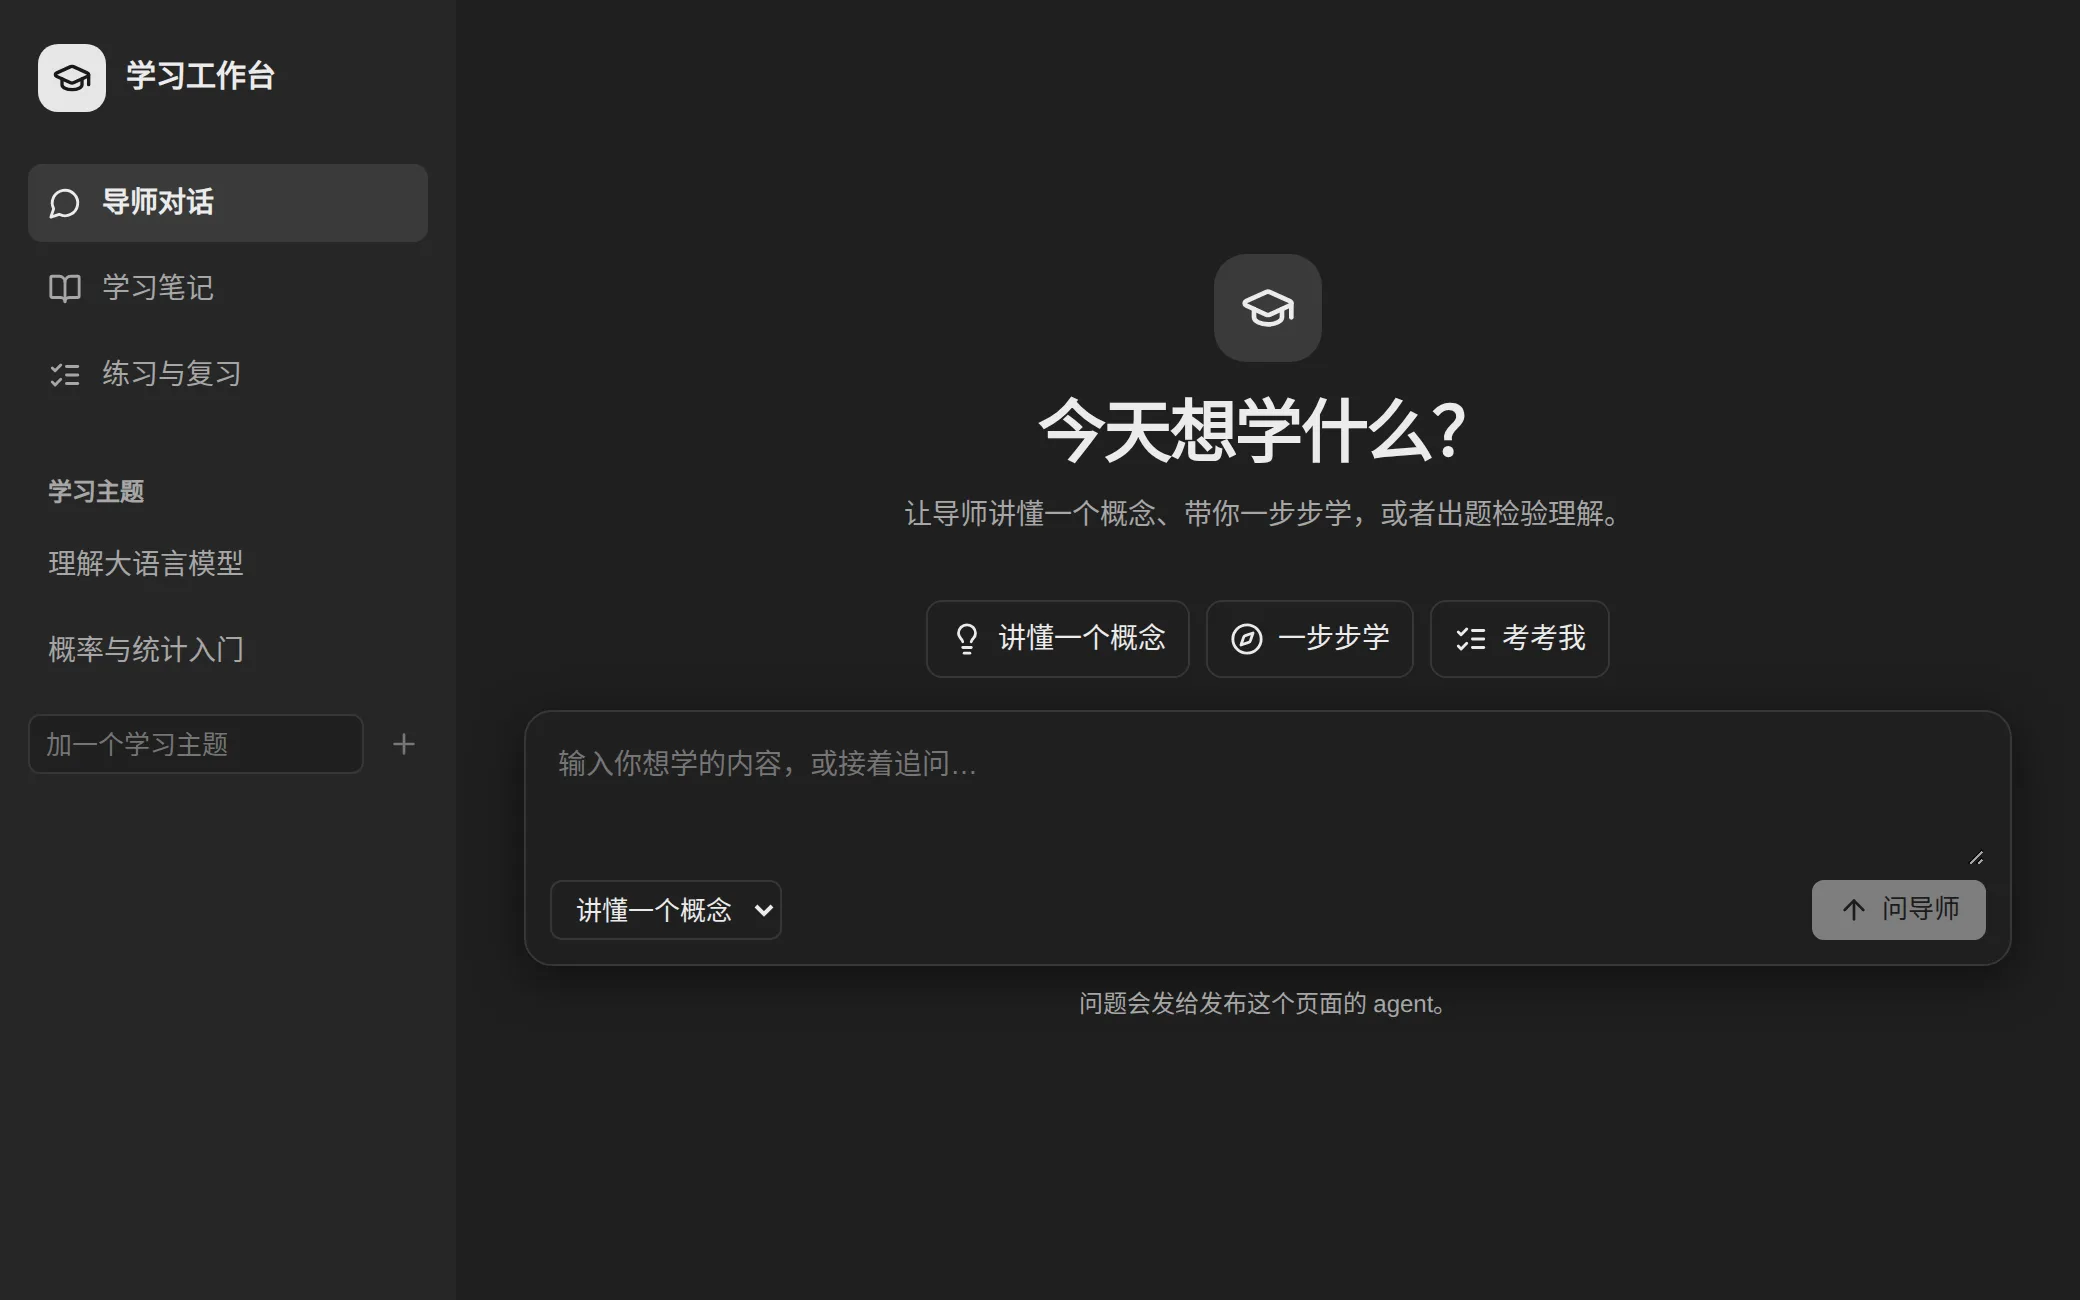 学习工作台
导师对话
学习笔记
练习与复习
学习主题
理解大语言模型
概率与统计入门
加一个学习主题
今天想学什么？
让导师讲懂一个概念、带你一步步学，或者出题检验理解。
讲懂一个概念
一步步学
考考我
输入你想学的内容，或接着追问…
讲懂一个概念
问导师
问题会发给发布这个页面的 agent。